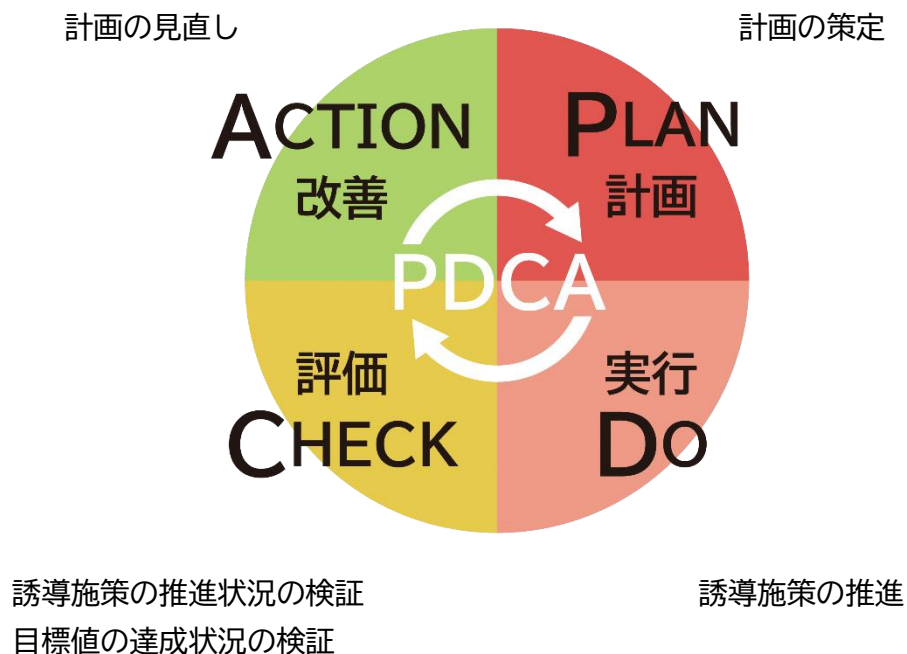 計画の見直し
計画の策定
ACTION
改善
PLAN
計画
PDCA
評価
CHECK
実行
DO
誘導施策の推進状況の検証
目標値の達成状況の検証
誘導施策の推進